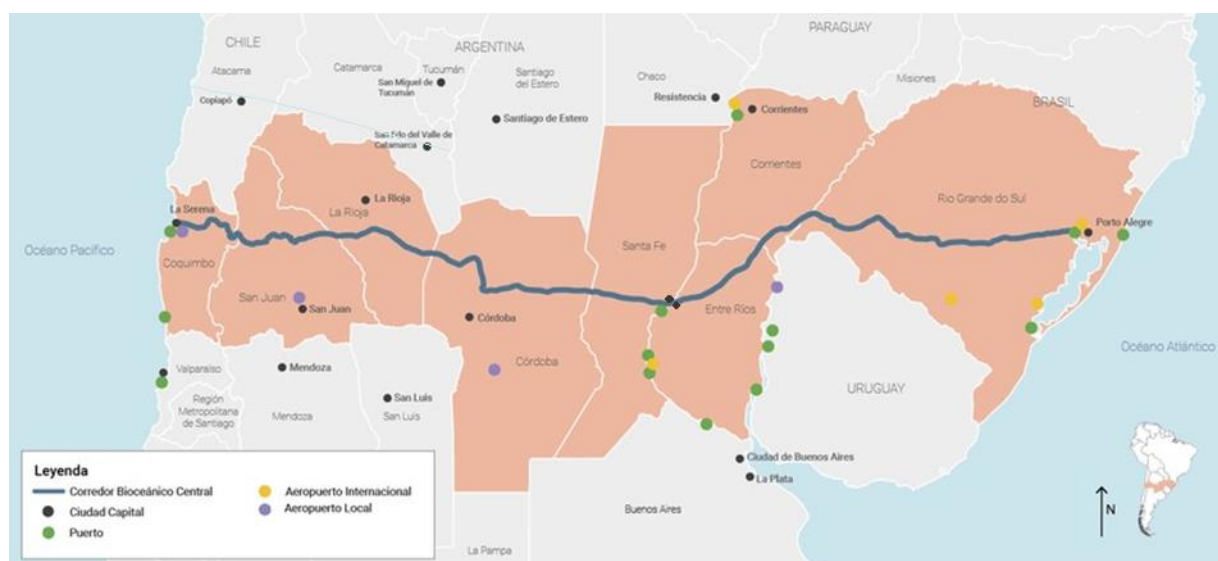 CHILE
Atacama
Copiapó
ARGENTINA
Catamarca
Tucumán
San Miguel de
Tucumán
Santiago
del Estero
Santiago de Estero
Catamarca
PARAGUAY
Chaco
Resistencia
Misiones
BRASIL
Corrientes
Corrientes
La Serena
La Rioja
La Rioja
Santa Fe
Rio Grande do Sul
Porto Alegre
Océano Pacífico
Coquimbo
San Juan
San Juan
Córdoba
Córdoba
Entre Ríos
Océano Atlántico
Valparaíso
Mendoza
Región
Metropolitana
de Santiago
Mendoza
San Luis
San Luis
URUGUAY
Ciudad de Buenos Aires
La Plata
Buenos Aires
La Pampa
Leyenda
Corredor Bioceánico Central
Ciudad Capital
Puerto
Aeropuerto Internacional
Aeropuerto Local
N